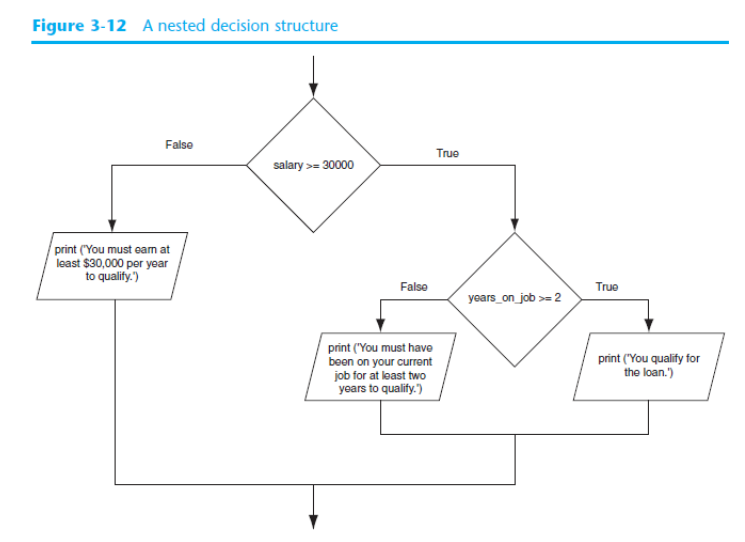 Figure 3-12 A nested decision structure
False
True
salary >= 30000
print ('You must earn at
least $30,000 per year
to qualify.')
False
True
years_on_job >= 2
print ('You must have
been on your current
job for at least two
years to qualify.')
print ('You qualify for
the loan.')